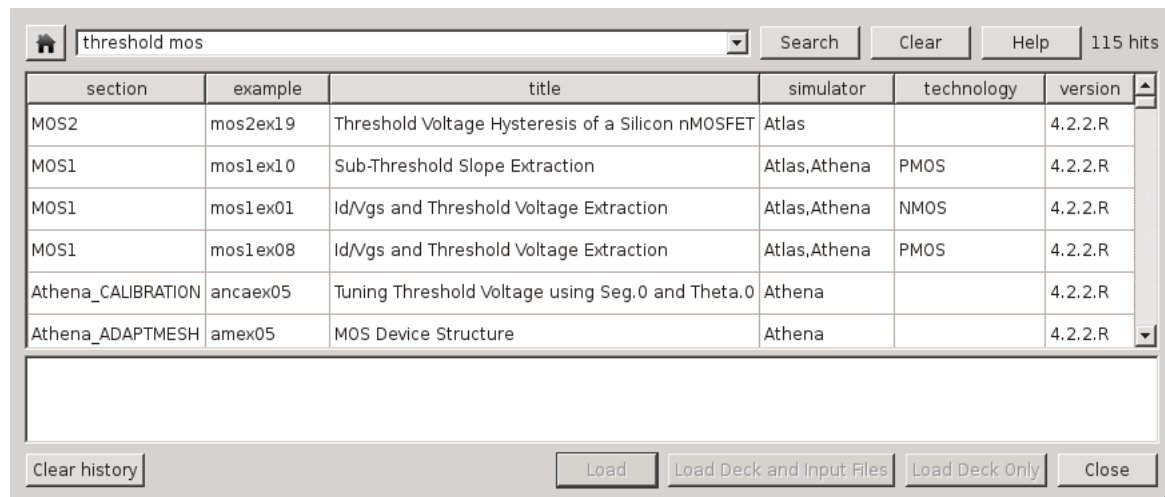 threshold mos Search Clear Help 115 hits
section example title simulator technology version
MOS2 mos2ex19 Threshold Voltage Hysteresis of a Silicon nMOSFET Atlas 4.2.2.R
MOS1 mos1ex10 Sub-Threshold Slope Extraction Atlas,Athena PMOS 4.2.2.R
MOS1 mos1ex01 Id/Vgs and Threshold Voltage Extraction Atlas,Athena NMOS 4.2.2.R
MOS1 mos1ex08 Id/Vgs and Threshold Voltage Extraction Atlas,Athena PMOS 4.2.2.R
Athena_CALIBRATION ancaex05 Tuning Threshold Voltage using Seg.0 and Theta.0 Athena 4.2.2.R
Athena_ADAPTMESH amex05 MOS Device Structure Athena 4.2.2.R
Clear history Load Load Deck and Input Files Load Deck Only Close